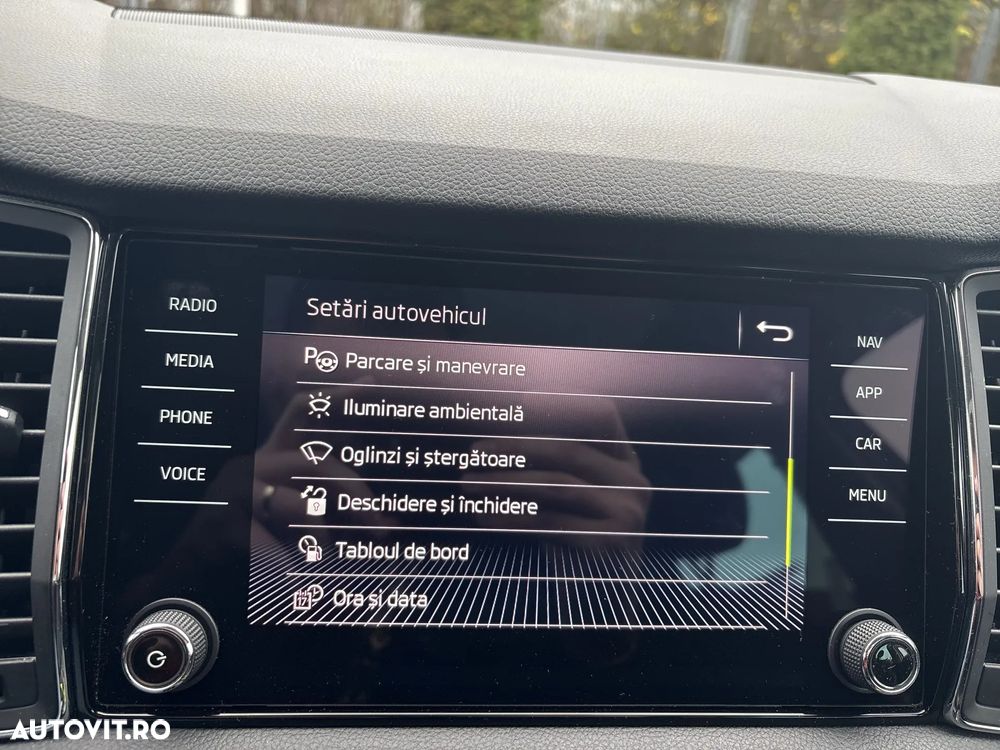 RADIO
MEDIA
PHONE
VOICE
Setări autovehicul
Parcare și manevrare
Iluminare ambientală
Oglinzi și ștergătoare
Deschidere și închidere
Tabloul de bord
17
Ora și data
NAV
APP
CAR
MENU
AUTOVIT.RO